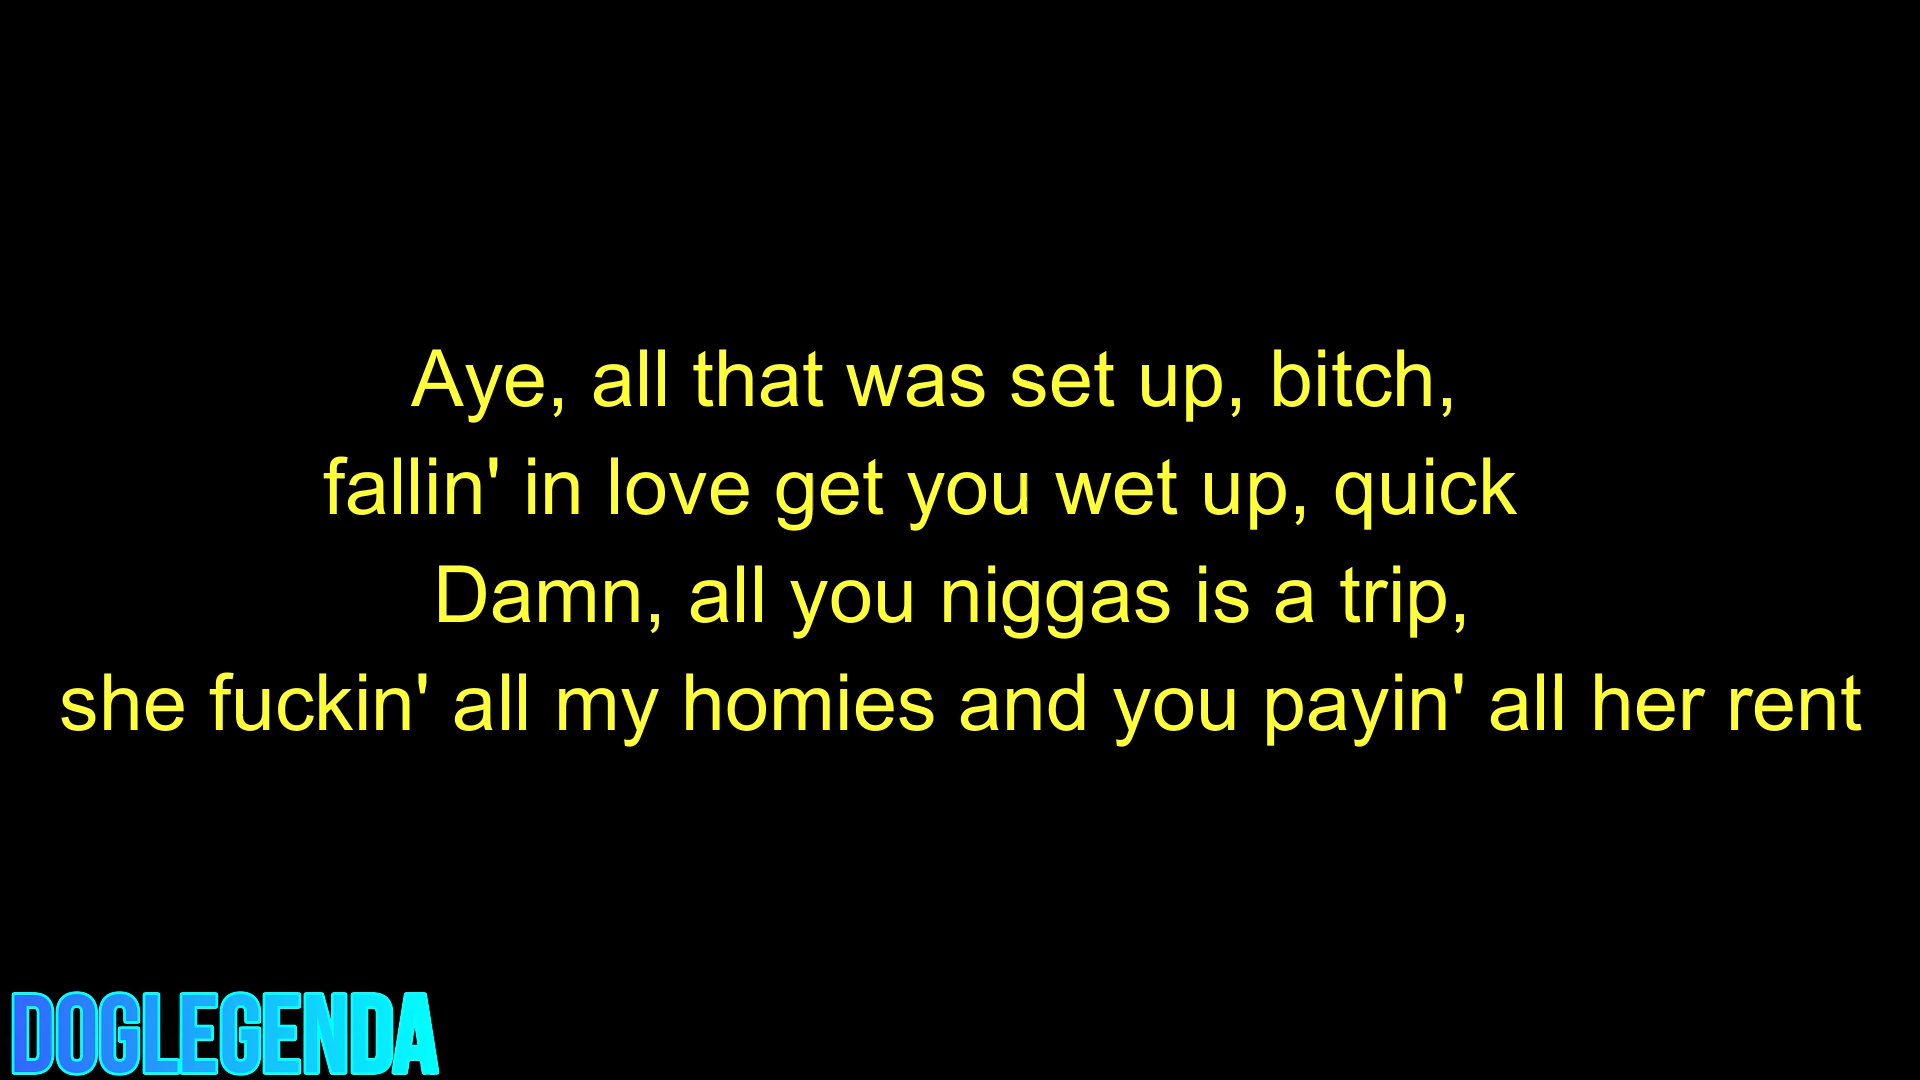 Aye, all that was set up, bitch,
fallin' in love get you wet up, quick
Damn, all you niggas is a trip,
she fuckin' all my homies and you payin' all her rent
DOGLEGENDA